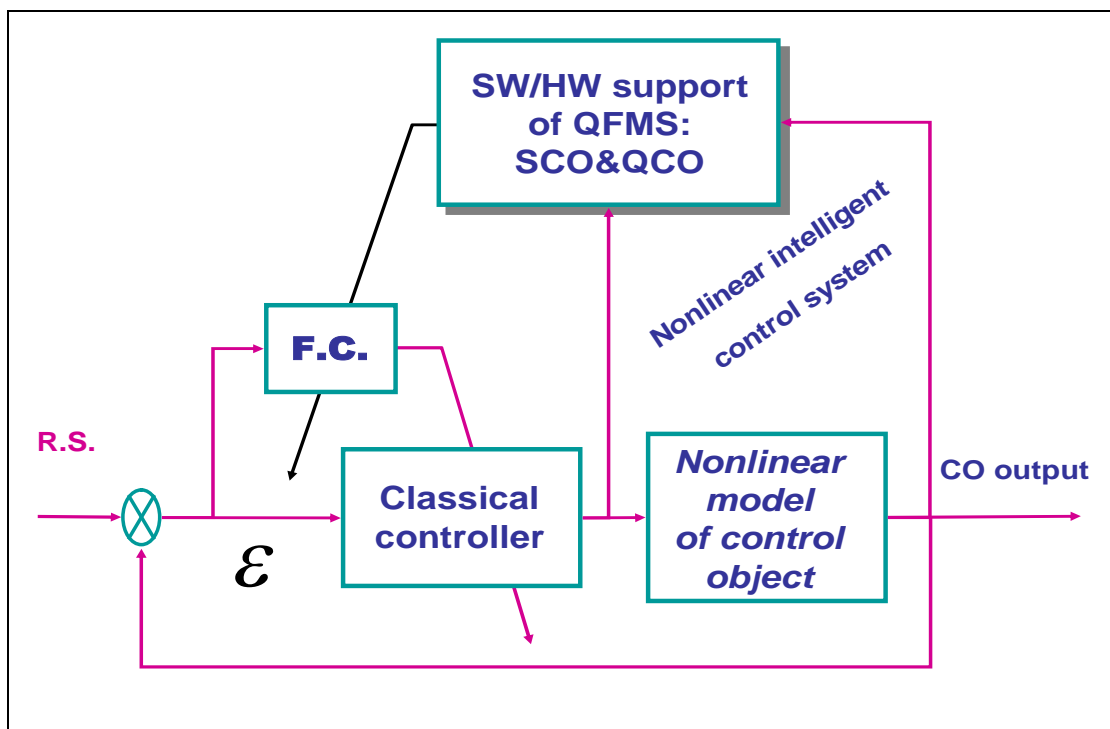 SW/HW support
of QFMS:
SCO&QCO
Nonlinear intelligent
control system
F.C.
R.S.
Classical
controller
Nonlinear
model
of control
object
CO output
ε